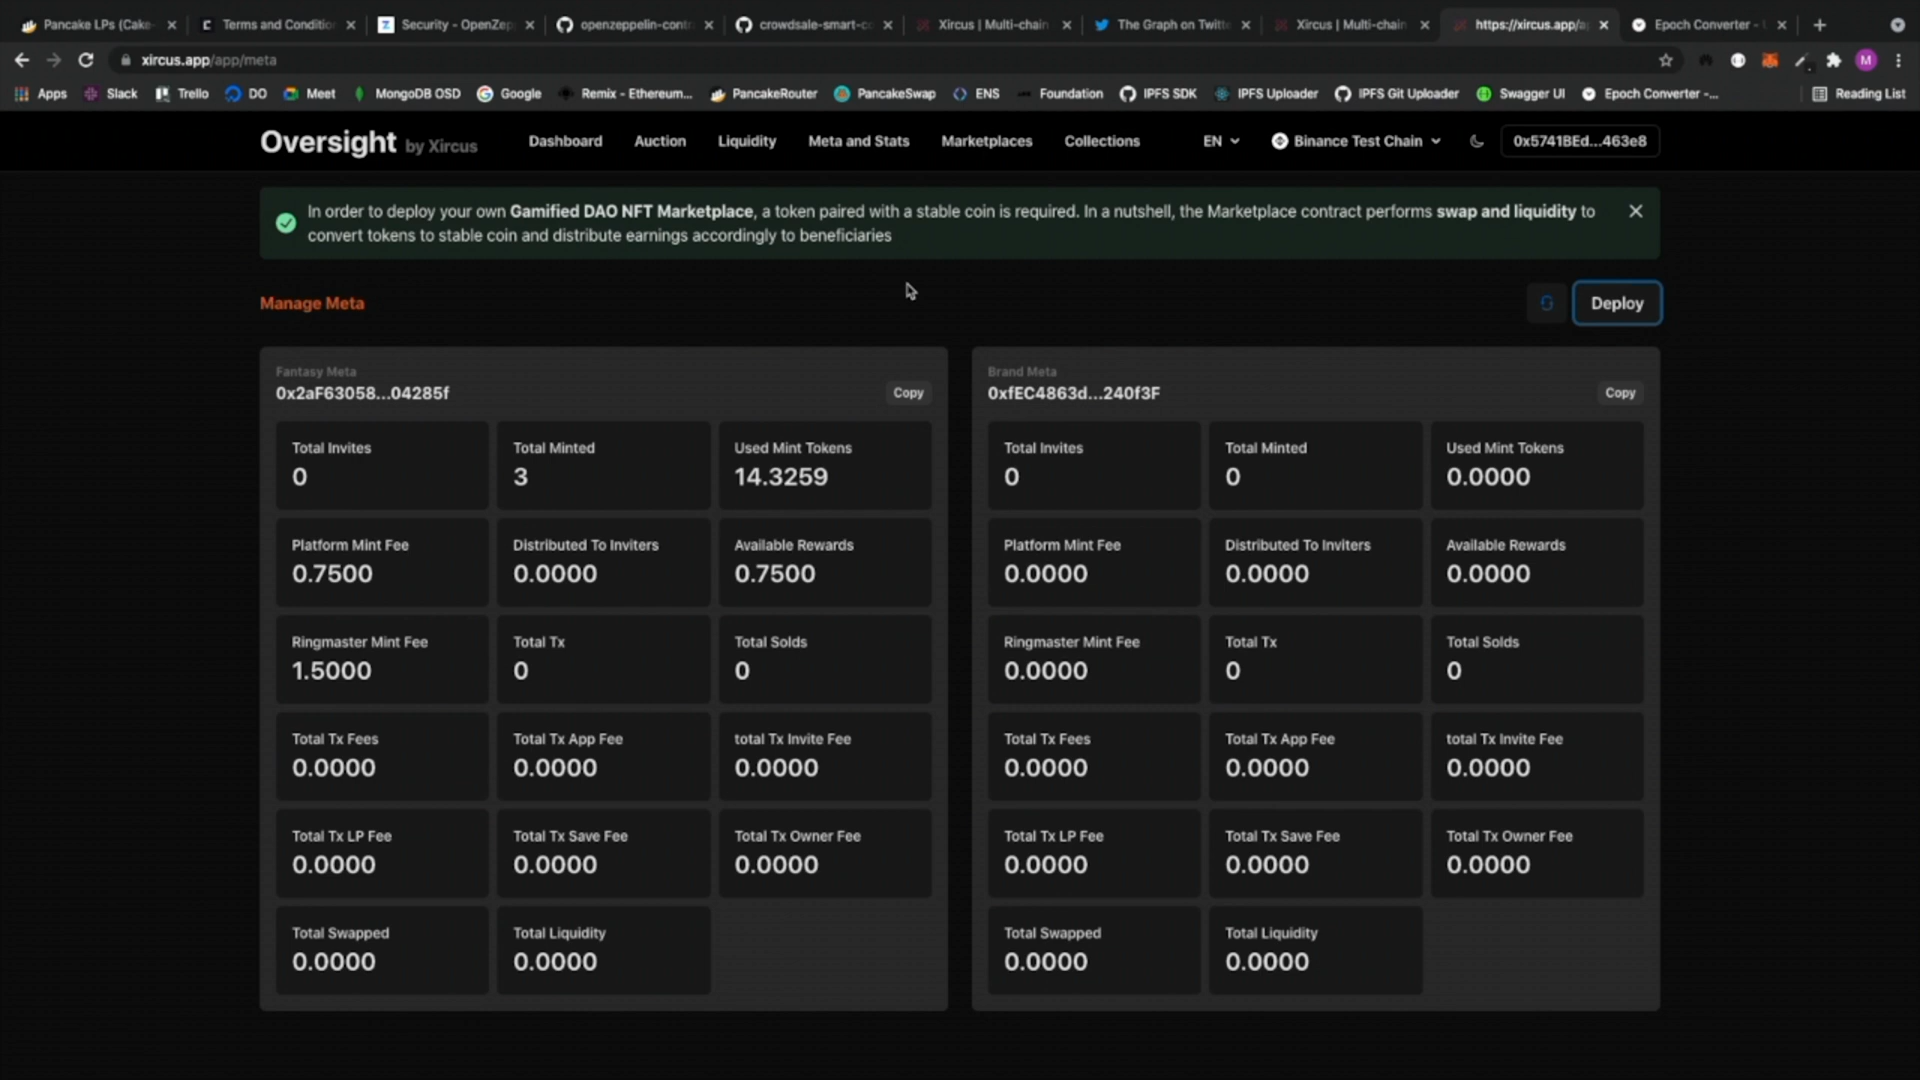 Pancake LPs (Cake-
Terms and Conditio
Security - OpenZep
openzeppelin-contr
crowdsale-smart-co
Xircus | Multi-chain
The Graph on Twitt
Xircus | Multi-chain
https://xircus.app/a
Epoch Converter -
xircus.app/app/meta
M
Apps
Slack
Trello
DO
Meet
MongoDB OSD
Google
Remix - Ethereum...
PancakeRouter
PancakeSwap
ENS
Foundation
IPFS SDK
IPFS Uploader
IPFS Git Uploader
Swagger UI
Epoch Converter -...
Reading List
Oversight by Xircus
Dashboard
Auction
Liquidity
Meta and Stats
Marketplaces
Collections
EN
Binance Test Chain
0x5741BEd...463e8
In order to deploy your own Gamified DAO NFT Marketplace, a token paired with a stable coin is required. In a nutshell, the Marketplace contract performs swap and liquidity to
convert tokens to stable coin and distribute earnings accordingly to beneficiaries
Manage Meta
Deploy
Fantasy Meta
0x2aF63058...04285f
Copy
Total Invites
0
Total Minted
3
Used Mint Tokens
14.3259
Platform Mint Fee
0.7500
Distributed To Inviters
0.0000
Available Rewards
0.7500
Ringmaster Mint Fee
1.5000
Total Tx
0
Total Solds
0
Total Tx Fees
0.0000
Total Tx App Fee
0.0000
total Tx Invite Fee
0.0000
Total Tx LP Fee
0.0000
Total Tx Save Fee
0.0000
Total Tx Owner Fee
0.0000
Total Swapped
0.0000
Total Liquidity
0.0000
Brand Meta
0xfEC4863d...240f3F
Copy
Total Invites
0
Total Minted
0
Used Mint Tokens
0.0000
Platform Mint Fee
0.0000
Distributed To Inviters
0.0000
Available Rewards
0.0000
Ringmaster Mint Fee
0.0000
Total Tx
0
Total Solds
0
Total Tx Fees
0.0000
Total Tx App Fee
0.0000
total Tx Invite Fee
0.0000
Total Tx LP Fee
0.0000
Total Tx Save Fee
0.0000
Total Tx Owner Fee
0.0000
Total Swapped
0.0000
Total Liquidity
0.0000